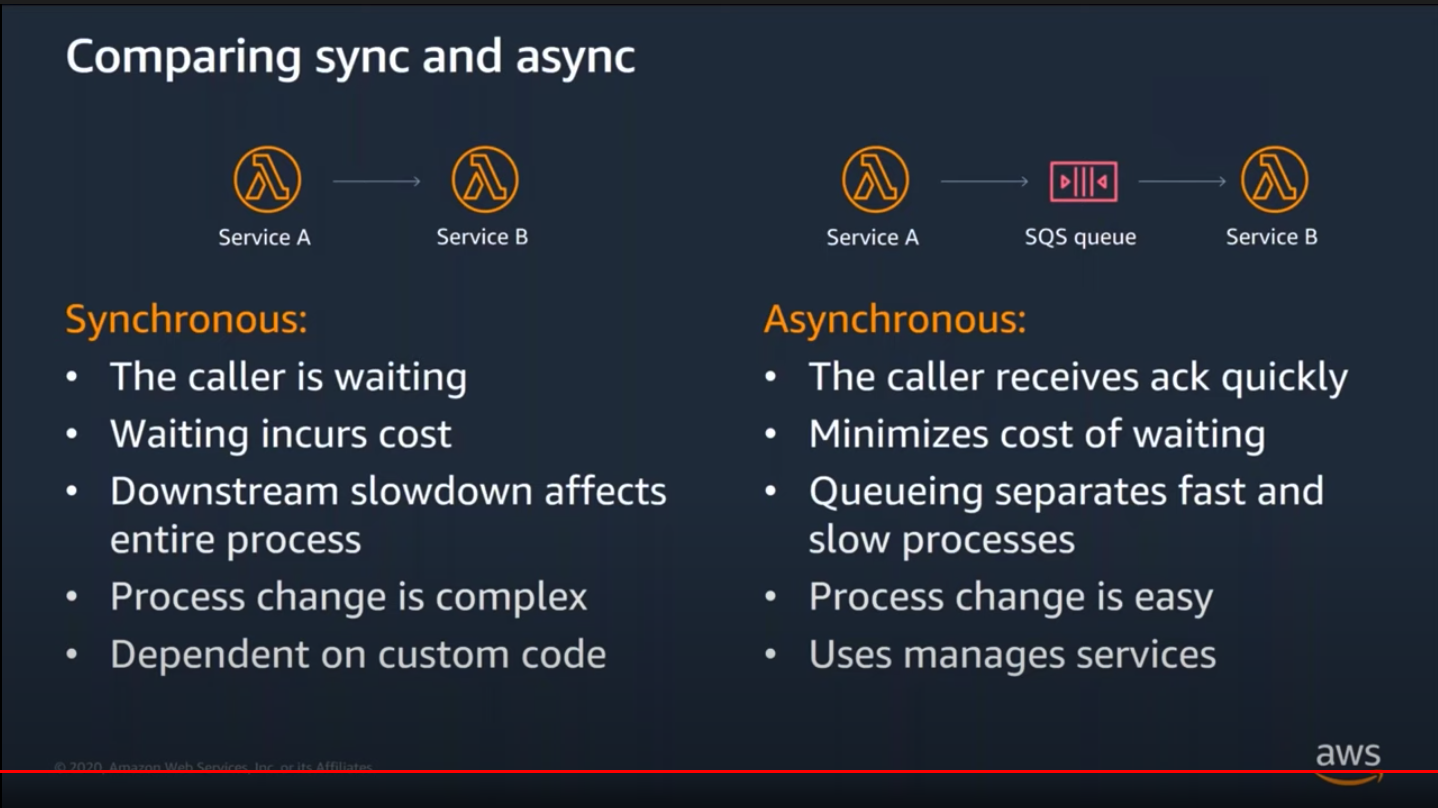 Comparing sync and async
Service A
Service B
Service A
SQS queue
Service B
Synchronous:
• The caller is waiting
• Waiting incurs cost
• Downstream slowdown affects
entire process
• Process change is complex
• Dependent on custom code
Asynchronous:
• The caller receives ack quickly
• Minimizes cost of waiting
• Queueing separates fast and
slow processes
• Process change is easy
• Uses manages services
© 2020, Amazon Web Services, Inc. or its Affiliates
aws